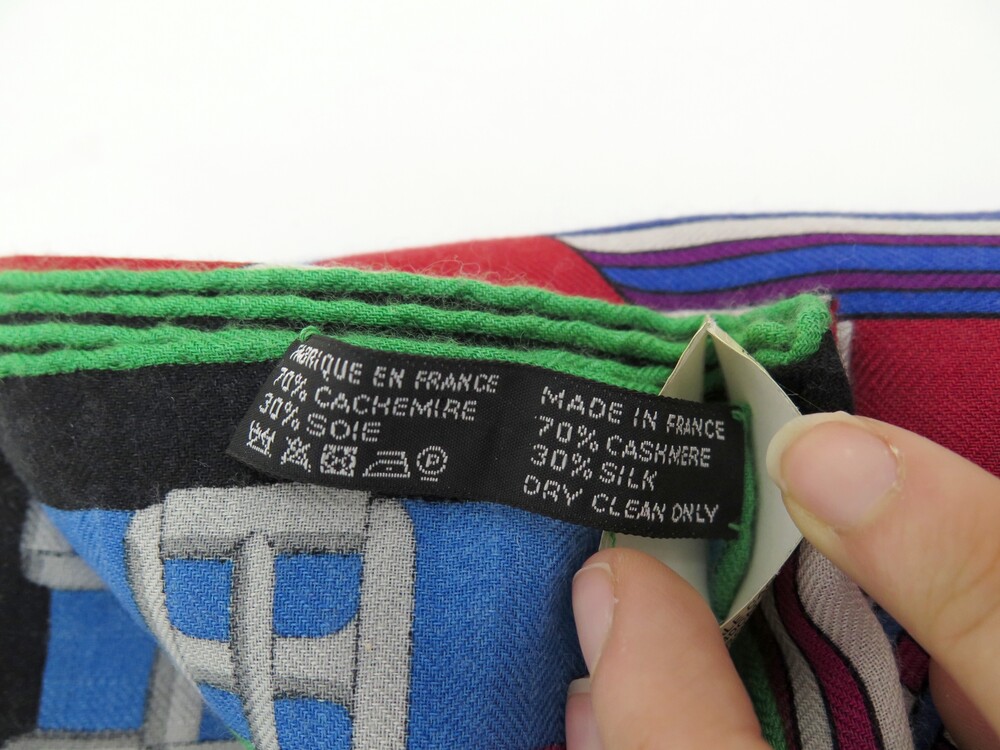 FABRIQUE EN FRANCE
70% CACHEMIRE
30% SOIE
P
MADE IN FRANCE
70% CASHMERE
30% SILK
DRY CLEAN ONLY